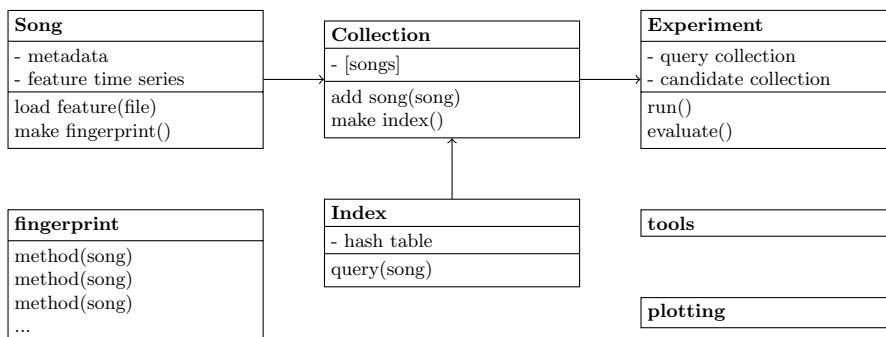 Song
- metadata
- feature time series
load feature(file)
make fingerprint()
Collection
- [songs]
add song(song)
make index()
Experiment
- query collection
- candidate collection
run()
evaluate()
fingerprint
method(song)
method(song)
method(song)
...
Index
- hash table
query(song)
tools
plotting